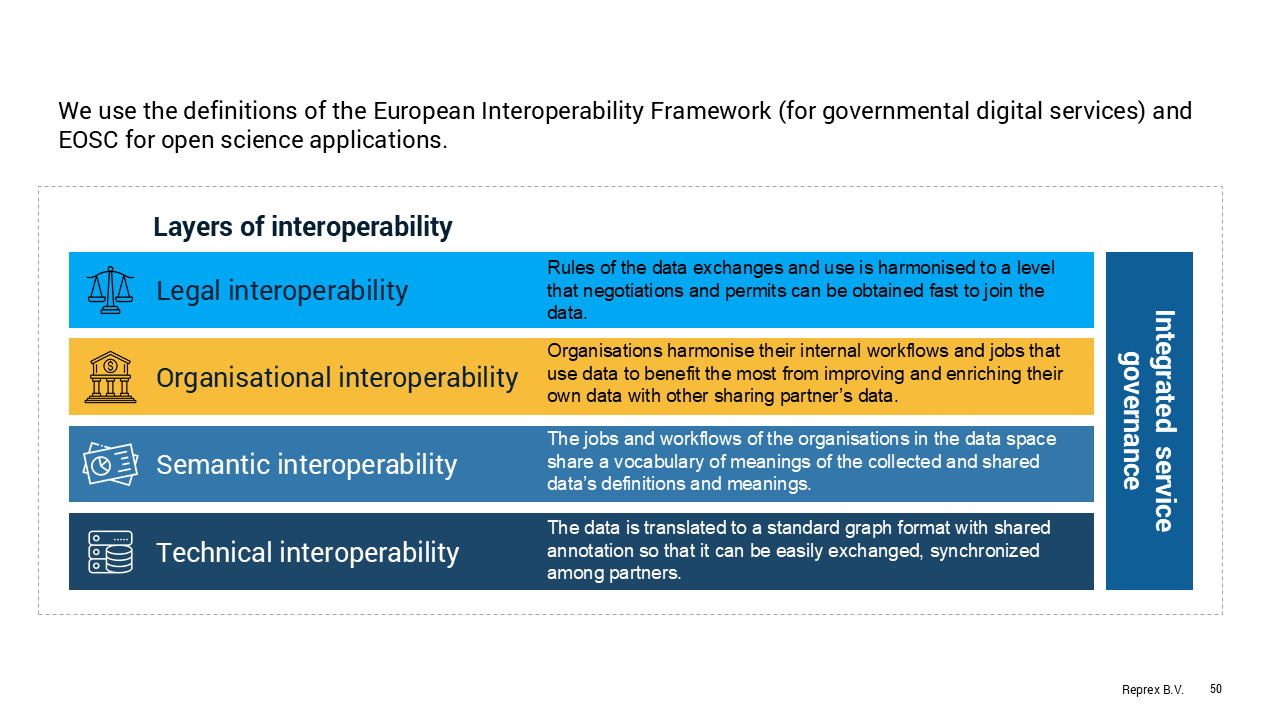 We use the definitions of the European Interoperability Framework (for governmental digital services) and
EOSC for open science applications.
Layers of interoperability
Legal interoperability
Rules of the data exchanges and use is harmonised to a level
that negotiations and permits can be obtained fast to join the
data.
Organisational interoperability
Organisations harmonise their internal workflows and jobs that
use data to benefit the most from improving and enriching their
own data with other sharing partner’s data.
Semantic interoperability
The jobs and workflows of the organisations in the data space
share a vocabulary of meanings of the collected and shared
data’s definitions and meanings.
Technical interoperability
The data is translated to a standard graph format with shared
annotation so that it can be easily exchanged, synchronized
among partners.
Integrated service
governance
Reprex B.V.
50